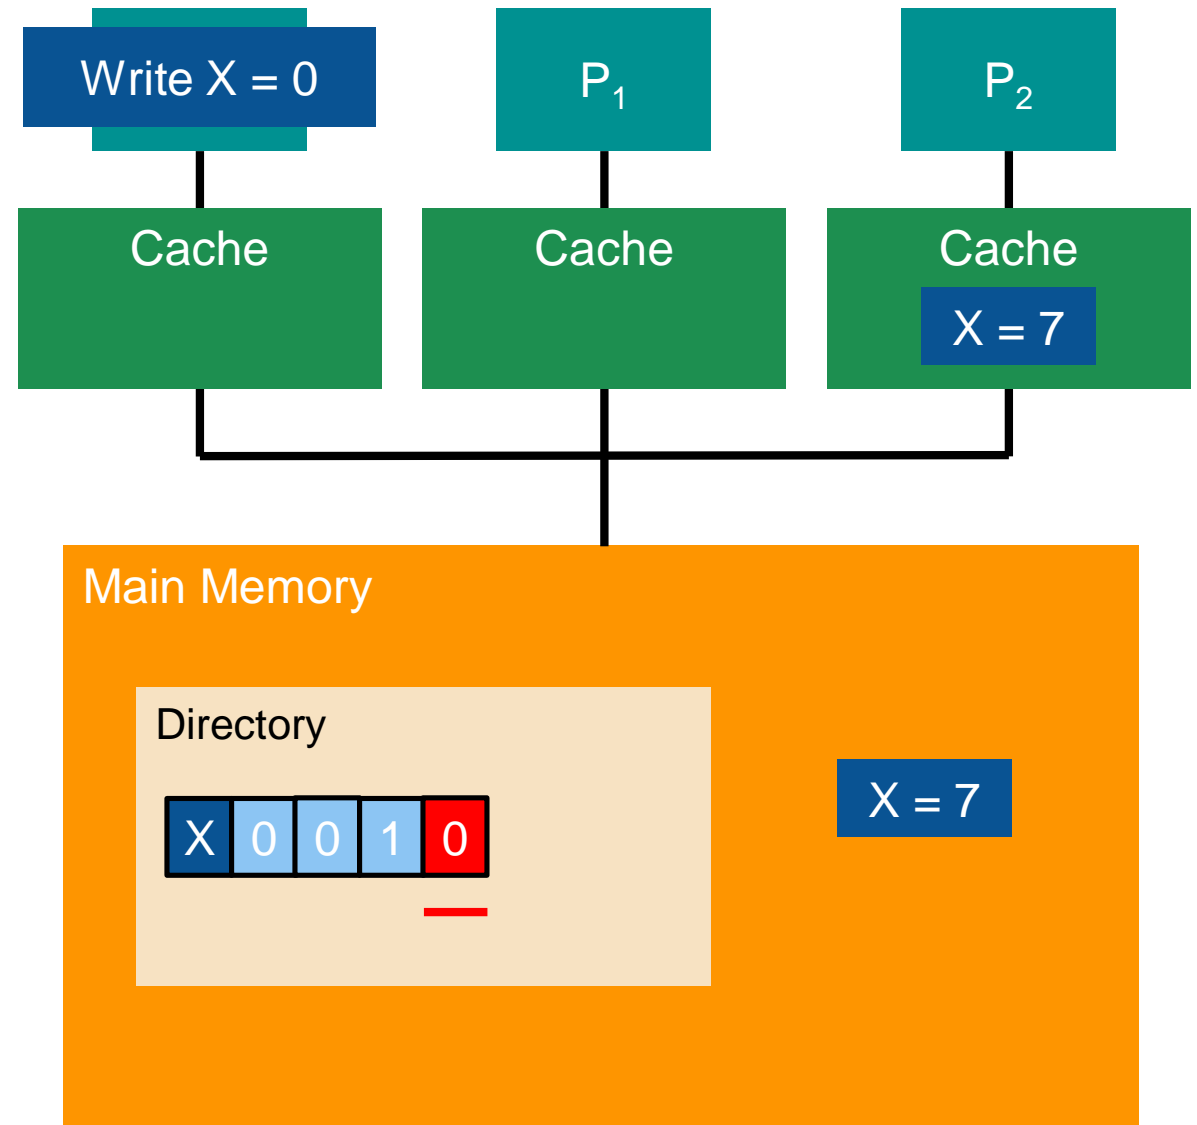 Write X = 0
P₁
P₂
Cache
Cache
Cache
X = 7
Main Memory
Directory
X 0 0 1 0
X = 7